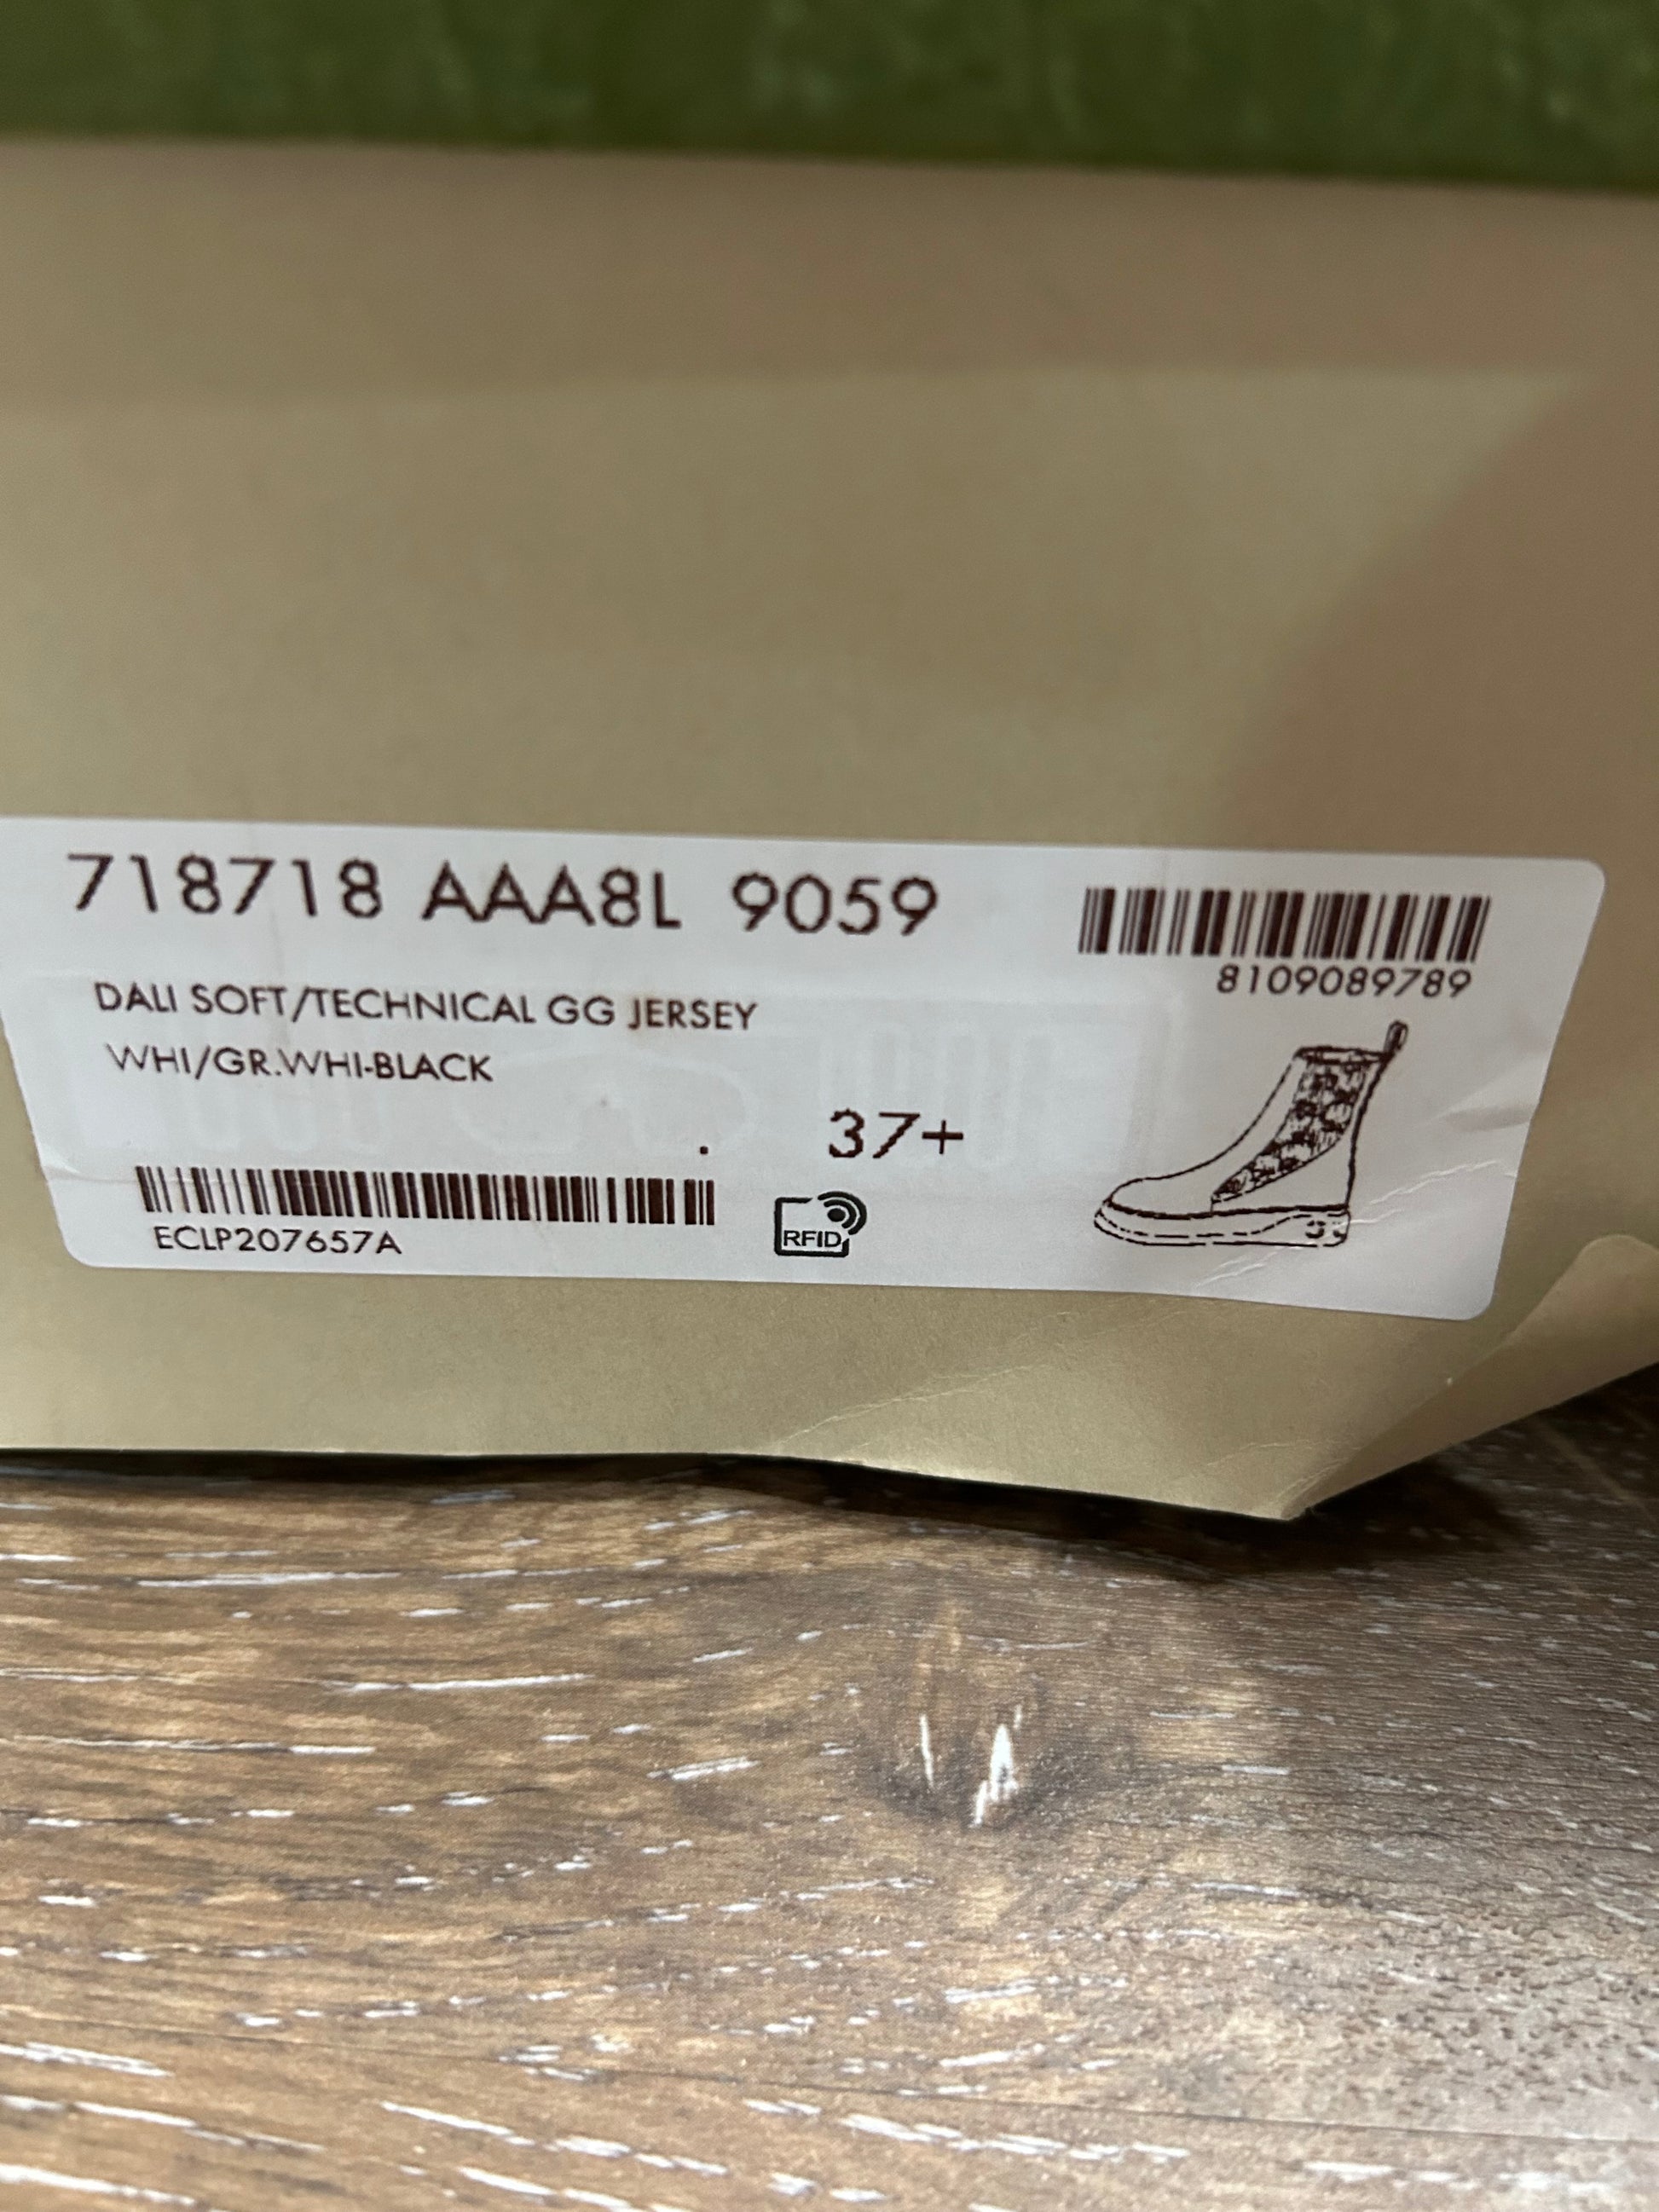 718718 AAA8L 9059
8109089789
DALI SOFT/TECHNICAL GG JERSEY
WHI/GR.WHI-BLACK
. 37+
ECLP207657A
RFID